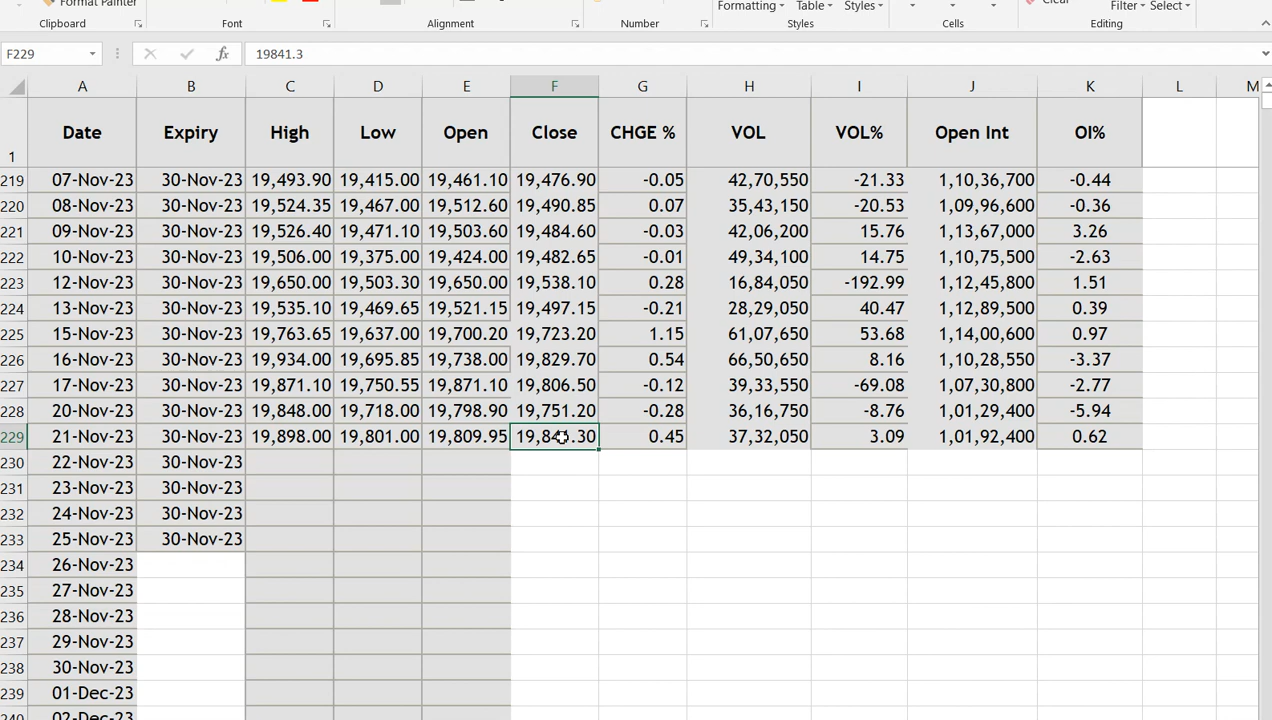 Format Painter
Formatting Table Styles Clear Filter Select
Clipboard Font Alignment Number Styles Cells Editing
F229 fx 19841.3
A B C D E F G H I J K L M
1 Date Expiry High Low Open Close CHGE % VOL VOL% Open Int OI%
219 07-Nov-23 30-Nov-23 19,493.90 19,415.00 19,461.10 19,476.90 -0.05 42,70,550 -21.33 1,10,36,700 -0.44
220 08-Nov-23 30-Nov-23 19,524.35 19,467.00 19,512.60 19,490.85 0.07 35,43,150 -20.53 1,09,96,600 -0.36
221 09-Nov-23 30-Nov-23 19,526.40 19,471.10 19,503.60 19,484.60 -0.03 42,06,200 15.76 1,13,67,000 3.26
222 10-Nov-23 30-Nov-23 19,506.00 19,375.00 19,424.00 19,482.65 -0.01 49,34,100 14.75 1,10,75,500 -2.63
223 12-Nov-23 30-Nov-23 19,650.00 19,503.30 19,650.00 19,538.10 0.28 16,84,050 -192.99 1,12,45,800 1.51
224 13-Nov-23 30-Nov-23 19,535.10 19,469.65 19,521.15 19,497.15 -0.21 28,29,050 40.47 1,12,89,500 0.39
225 15-Nov-23 30-Nov-23 19,763.65 19,637.00 19,700.20 19,723.20 1.15 61,07,650 53.68 1,14,00,600 0.97
226 16-Nov-23 30-Nov-23 19,934.00 19,695.85 19,738.00 19,829.70 0.54 66,50,650 8.16 1,10,28,550 -3.37
227 17-Nov-23 30-Nov-23 19,871.10 19,750.55 19,871.10 19,806.50 -0.12 39,33,550 -69.08 1,07,30,800 -2.77
228 20-Nov-23 30-Nov-23 19,848.00 19,718.00 19,798.90 19,751.20 -0.28 36,16,750 -8.76 1,01,29,400 -5.94
229 21-Nov-23 30-Nov-23 19,898.00 19,801.00 19,809.95 19,841.30 0.45 37,32,050 3.09 1,01,92,400 0.62
230 22-Nov-23 30-Nov-23
231 23-Nov-23 30-Nov-23
232 24-Nov-23 30-Nov-23
233 25-Nov-23 30-Nov-23
234 26-Nov-23
235 27-Nov-23
236 28-Nov-23
237 29-Nov-23
238 30-Nov-23
239 01-Dec-23
240 02-Dec-23